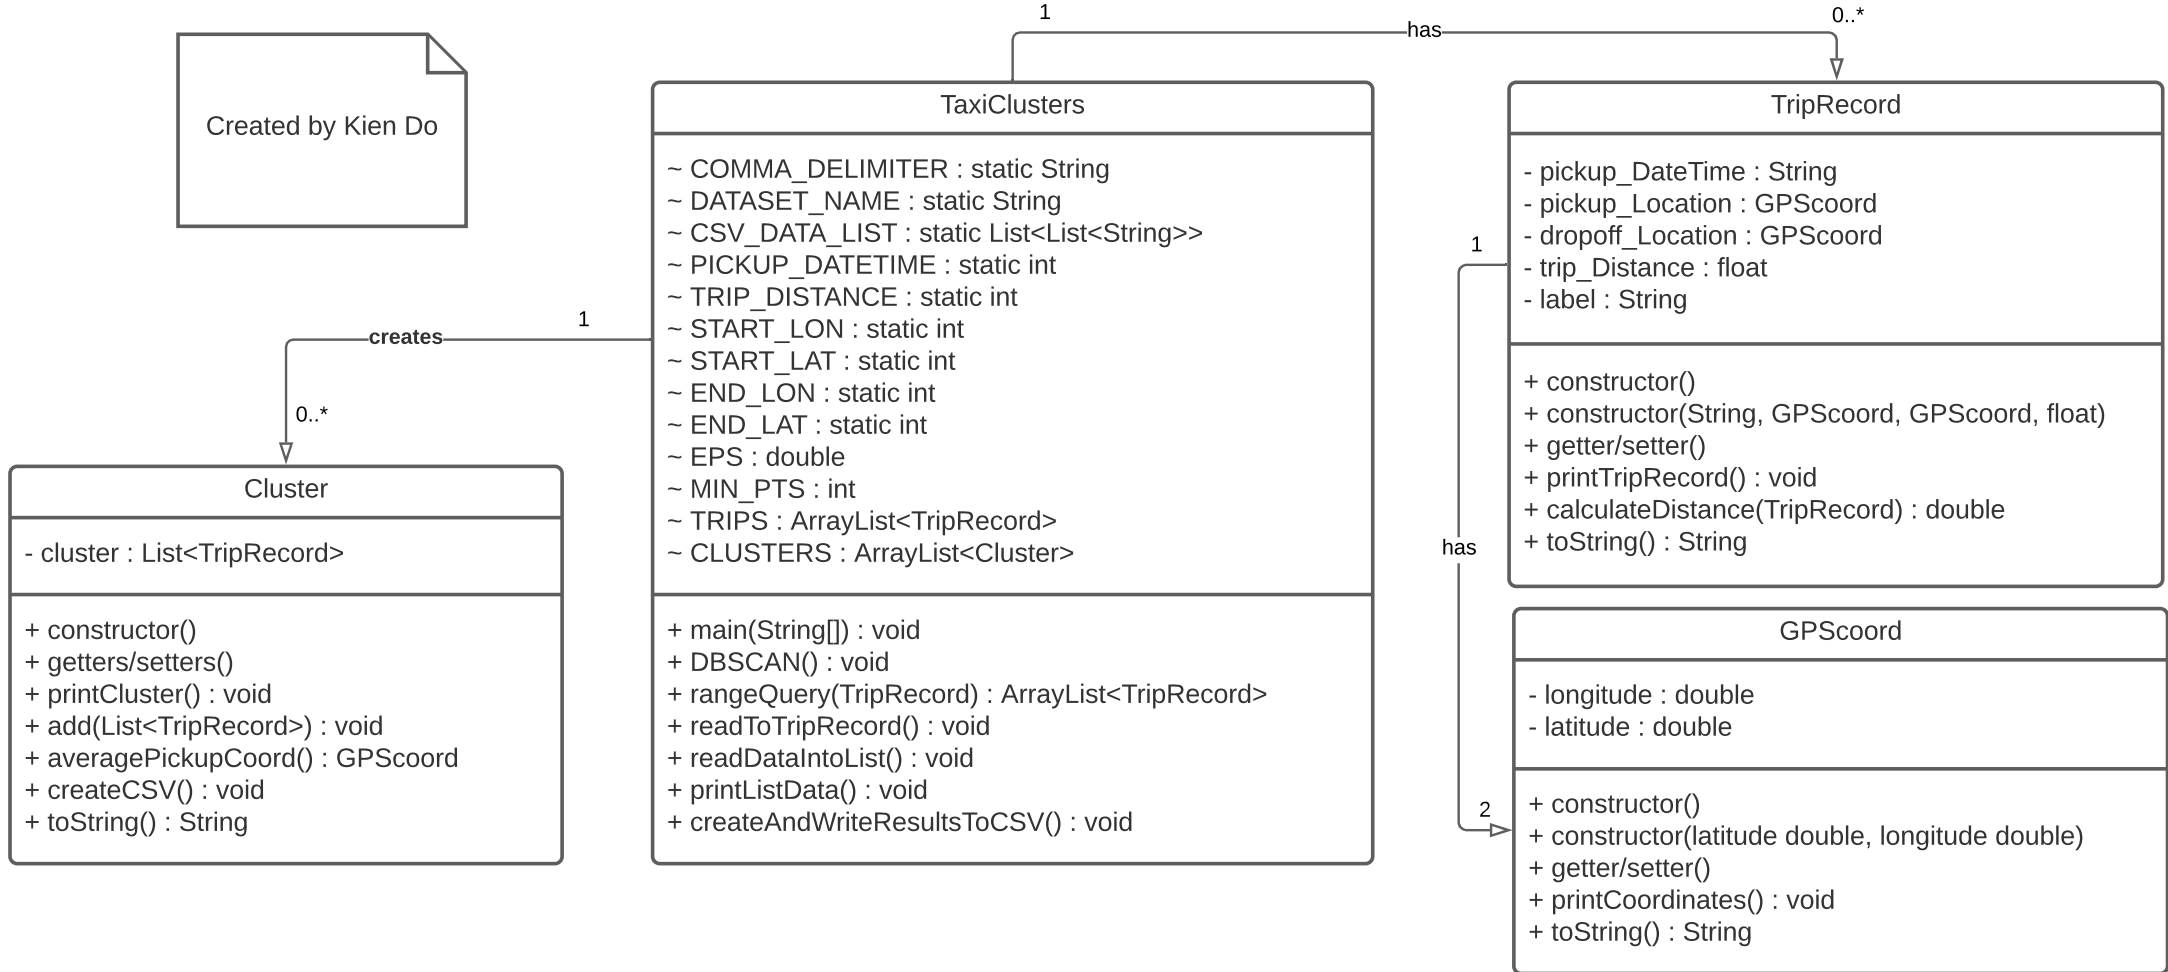 Created by Kien Do
1
has
0..*
TaxiClusters
~ COMMA_DELIMITER : static String
~ DATASET_NAME : static String
~ CSV_DATA_LIST : static List<List<String>>
~ PICKUP_DATETIME : static int
~ TRIP_DISTANCE : static int
~ START_LON : static int
~ START_LAT : static int
~ END_LON : static int
~ END_LAT : static int
~ EPS : double
~ MIN_PTS : int
~ TRIPS : ArrayList<TripRecord>
~ CLUSTERS : ArrayList<Cluster>
+ main(String[]) : void
+ DBSCAN() : void
+ rangeQuery(TripRecord) : ArrayList<TripRecord>
+ readToTripRecord() : void
+ readDataIntoList() : void
+ printListData() : void
+ createAndWriteResultsToCSV() : void
creates
1
0..*
Cluster
- cluster : List<TripRecord>
+ constructor()
+ getters/setters()
+ printCluster() : void
+ add(List<TripRecord>) : void
+ averagePickupCoord() : GPScoord
+ createCSV() : void
+ toString() : String
TripRecord
- pickup_DateTime : String
- pickup_Location : GPScoord
- dropoff_Location : GPScoord
- trip_Distance : float
- label : String
+ constructor()
+ constructor(String, GPScoord, GPScoord, float)
+ getter/setter()
+ printTripRecord() : void
+ calculateDistance(TripRecord) : double
+ toString() : String
1
has
2
GPScoord
- longitude : double
- latitude : double
+ constructor()
+ constructor(latitude double, longitude double)
+ getter/setter()
+ printCoordinates() : void
+ toString() : String